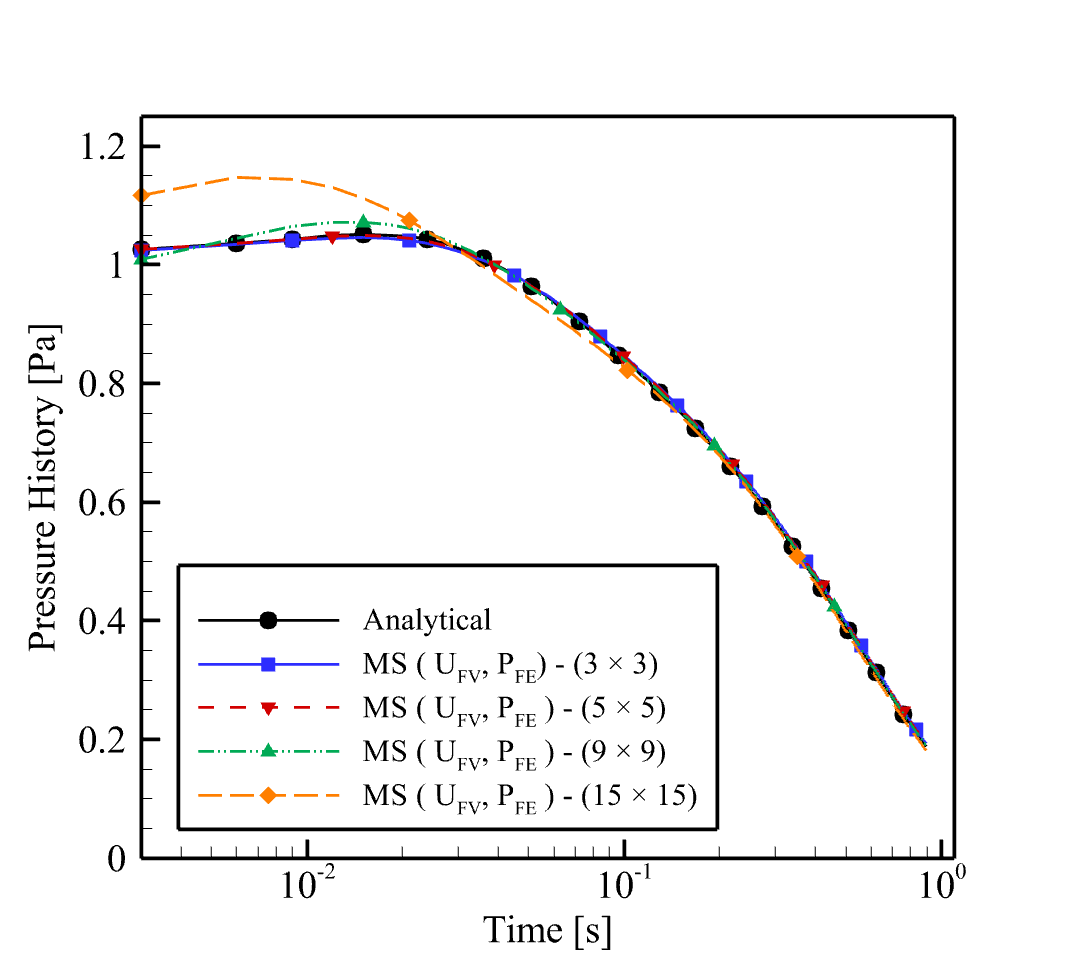 1.2
1
0.8
0.6
0.4
0.2
0
Pressure History [Pa]
Analytical
MS ( U_FV, P_FE) - (3 × 3)
MS ( U_FV, P_FE ) - (5 × 5)
MS ( U_FV, P_FE ) - (9 × 9)
MS ( U_FV, P_FE ) - (15 × 15)
10^-2 10^-1 10^0
Time [s]